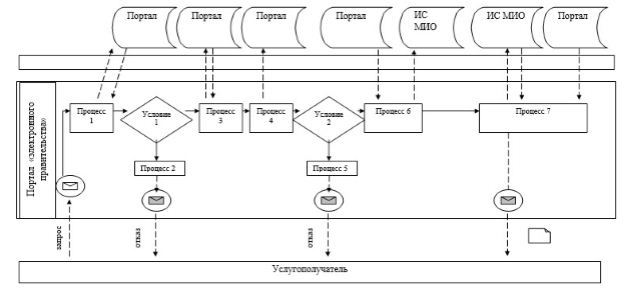 Портал
Портал
Портал
Портал
ИС
МИО
ИС МИО
Портал
Портал «электронного
правительства»
Процесс
1
Условие
1
Процесс
3
Процесс
4
Условие
2
Процесс 6
Процесс 7
Процесс 2
Процесс 5
запрос
отказ
отказ
Услугополучатель